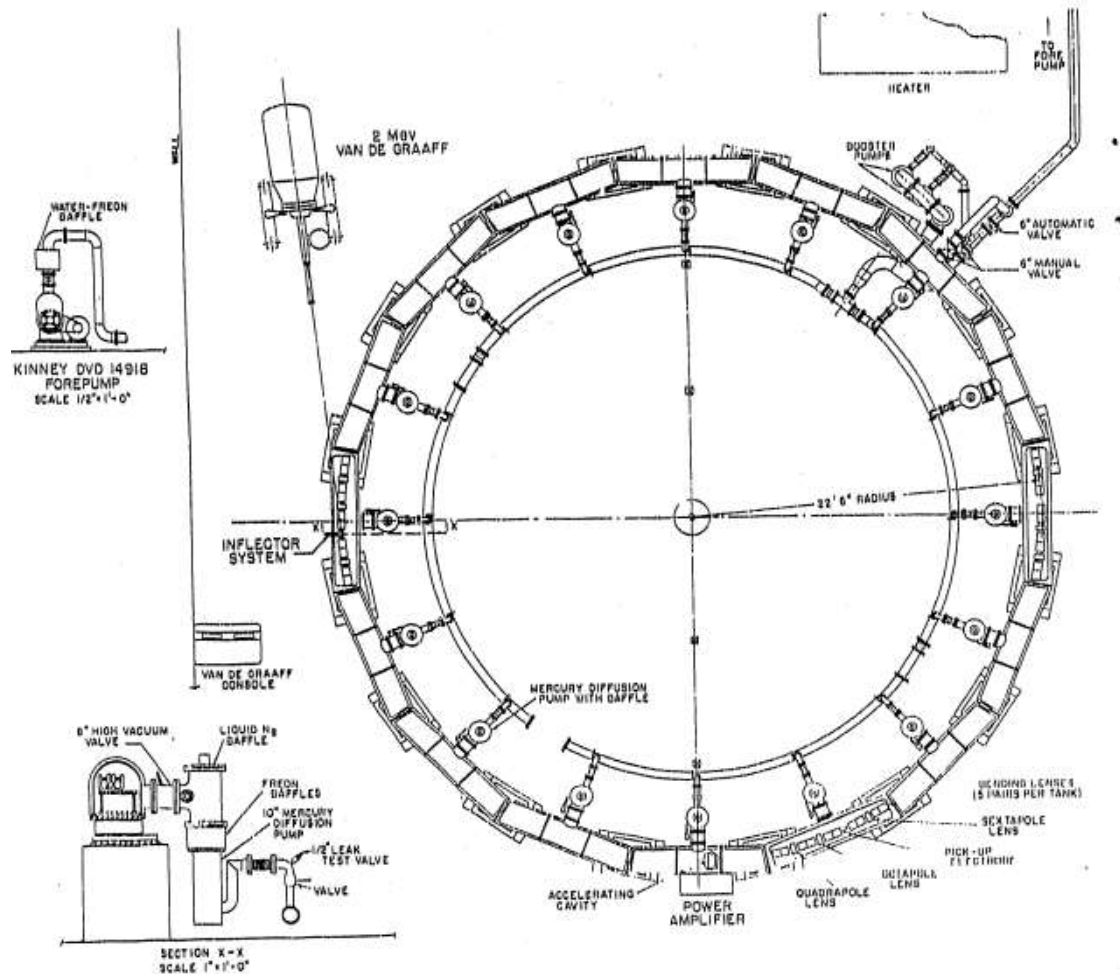 TO
FORE
PUMP
HEATER
2 MEV
VAN DE GRAAFF
BOOSTER
PUMPS
WATER-FREON
BAFFLE
6" AUTOMATIC
VALVE
6" MANUAL
VALVE
KINNEY DVD 14918
FOREPUMP
SCALE 1/2"=1'-0"
22'6" RADIUS
X
X
INFLECTOR
SYSTEM
VAN DE GRAAFF
CONSOLE
MERCURY DIFFUSION
PUMP WITH BAFFLE
6" HIGH VACUUM
VALVE
LIQUID N2
BAFFLE
FREON
BAFFLES
10" MERCURY
DIFFUSION
PUMP
1/2" LEAK
TEST VALVE
VALVE
BENDING LENSES
(5 PAIRS PER TANK)
SEXTAPOLE
LENS
PICK-UP
ELECTRODE
OCTAPOLE
LENS
QUADRAPOLE
LENS
ACCELERATING
CAVITY
POWER
AMPLIFIER
SECTION X-X
SCALE 1"=1'-0"